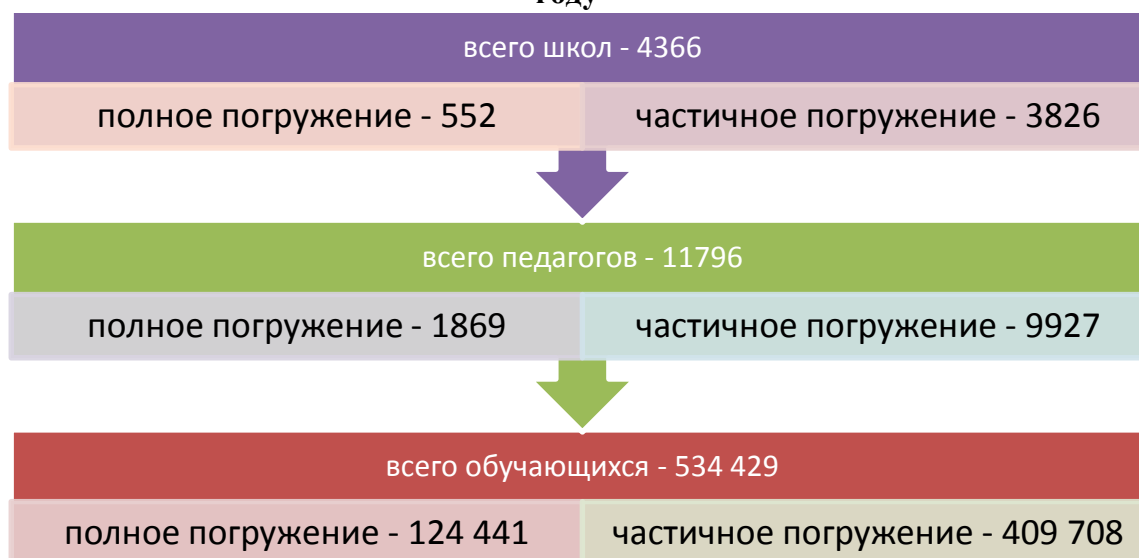 году
всего школ - 4366
полное погружение - 552
частичное погружение - 3826
всего педагогов - 11796
полное погружение - 1869
частичное погружение - 9927
всего обучающихся - 534 429
полное погружение - 124 441
частичное погружение - 409 708